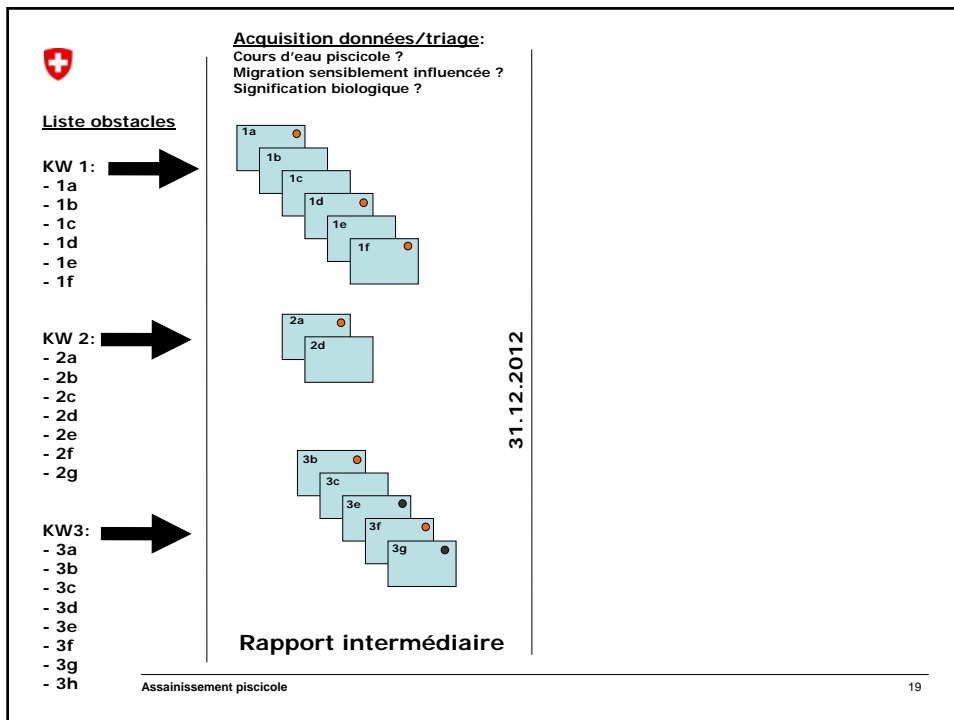 Acquisition données/triage:
Cours d'eau piscicole ?
Migration sensiblement influencée ?
Signification biologique ?
Liste obstacles
KW 1:
- 1a
- 1b
- 1c
- 1d
- 1e
- 1f
KW 2:
- 2a
- 2b
- 2c
- 2d
- 2e
- 2f
- 2g
KW3:
- 3a
- 3b
- 3c
- 3d
- 3e
- 3f
- 3g
- 3h
1a
1b
1c
1d
1e
1f
2a
2d
3b
3c
3e
3f
3g
31.12.2012
Rapport intermédiaire
Assainissement piscicole
19